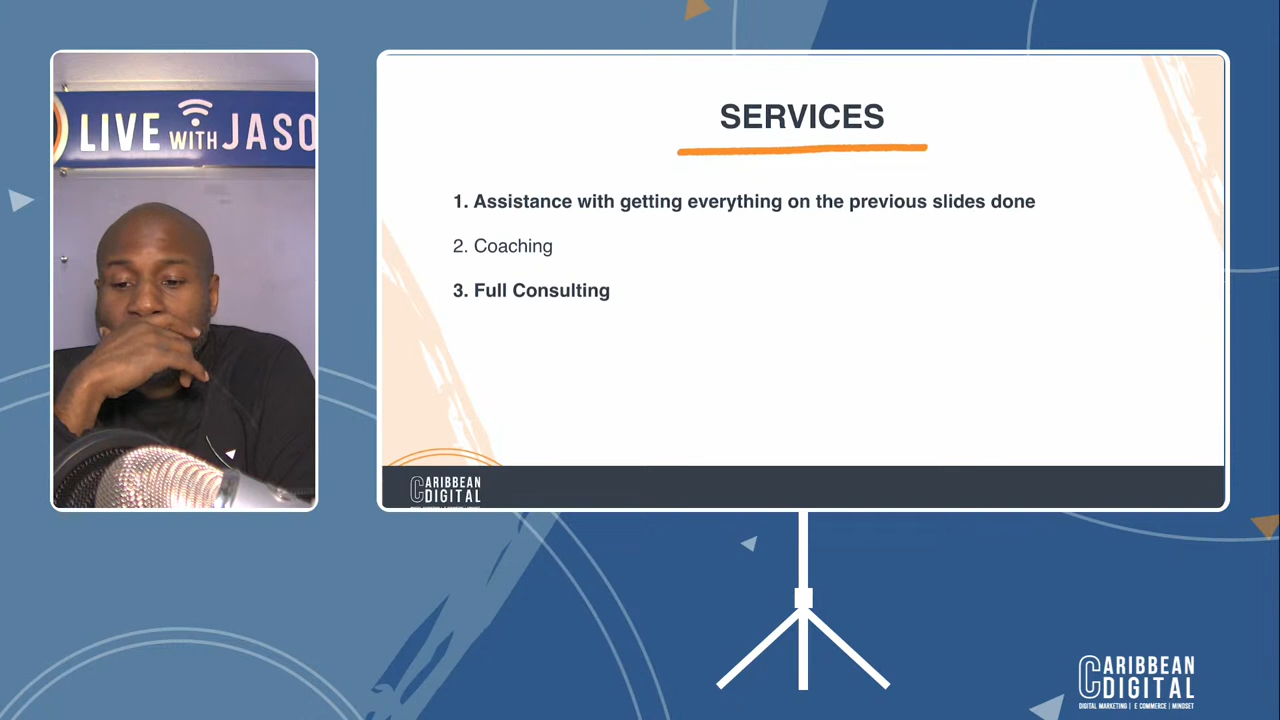 LIVE WITH JASO
SERVICES
1. Assistance with getting everything on the previous slides done
2. Coaching
3. Full Consulting
CARIBBEAN
DIGITAL
CARIBBEAN
DIGITAL
DIGITAL MARKETING | E COMMERCE | MINDSET